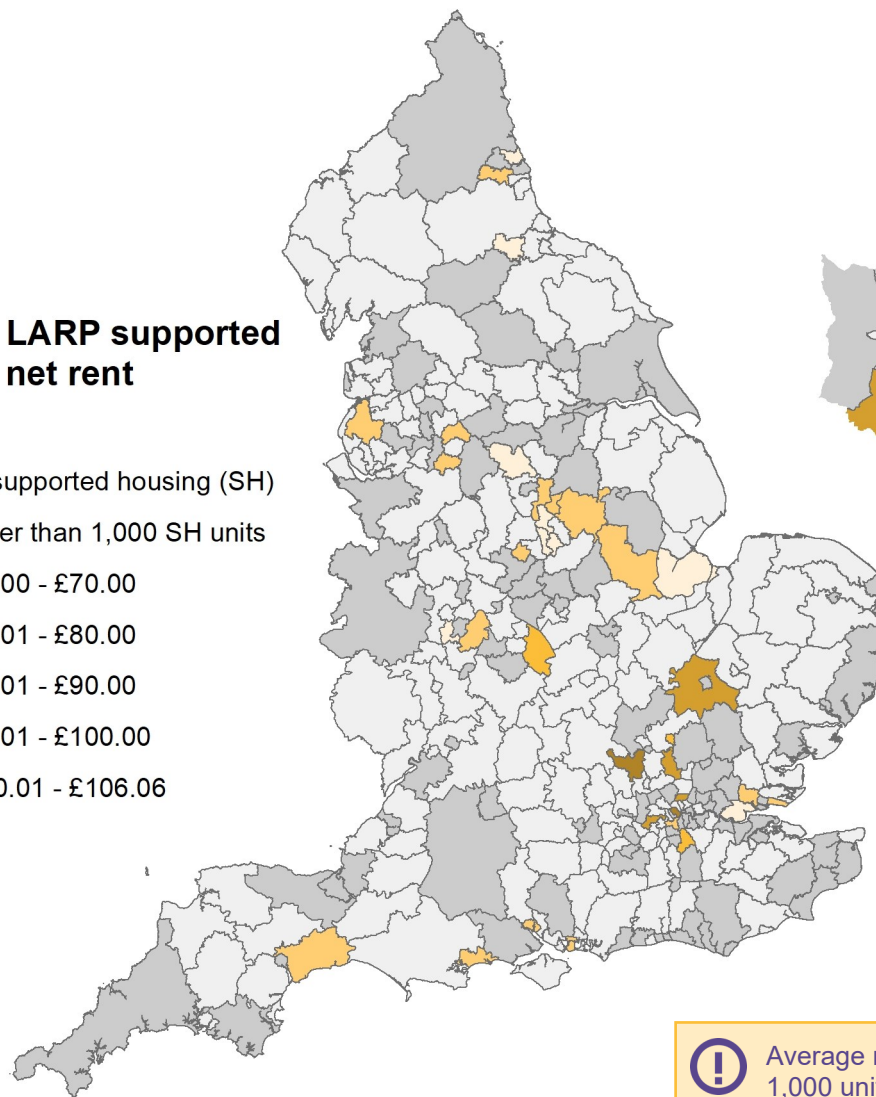 LARP supported
net rent
supported housing (SH)
er than 1,000 SH units
00 - £70.00
01 - £80.00
01 - £90.00
01 - £100.00
0.01 - £106.06
Average
1,000 uni